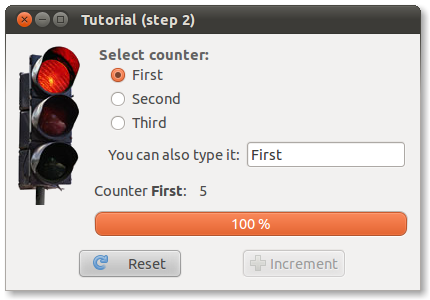 Tutorial (step 2)
Select counter:
First
Second
Third
You can also type it: First
Counter First: 5
100 %
Reset Increment